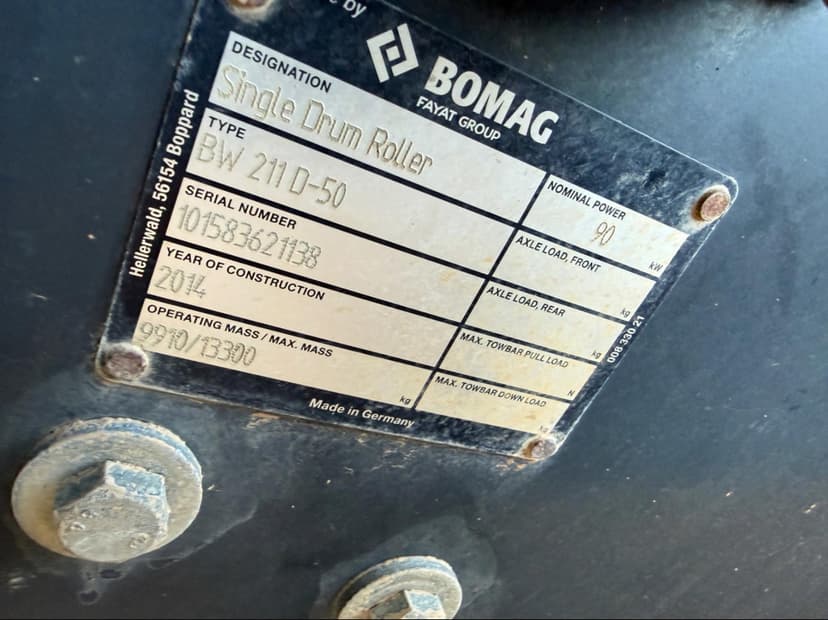 by
BOMAG
FAYAT GROUP
Hellerwald, 56154 Boppard
DESIGNATION
Single Drum Roller
TYPE
BW 211 D-50
SERIAL NUMBER
101583621138
YEAR OF CONSTRUCTION
2014
OPERATING MASS / MAX. MASS
9910/13300
kg
NOMINAL POWER
90
kW
AXLE LOAD, FRONT
kg
AXLE LOAD, REAR
kg
MAX. TOWBAR PULL LOAD
N
MAX. TOWBAR DOWN LOAD
kg
008 330 21
Made in Germany